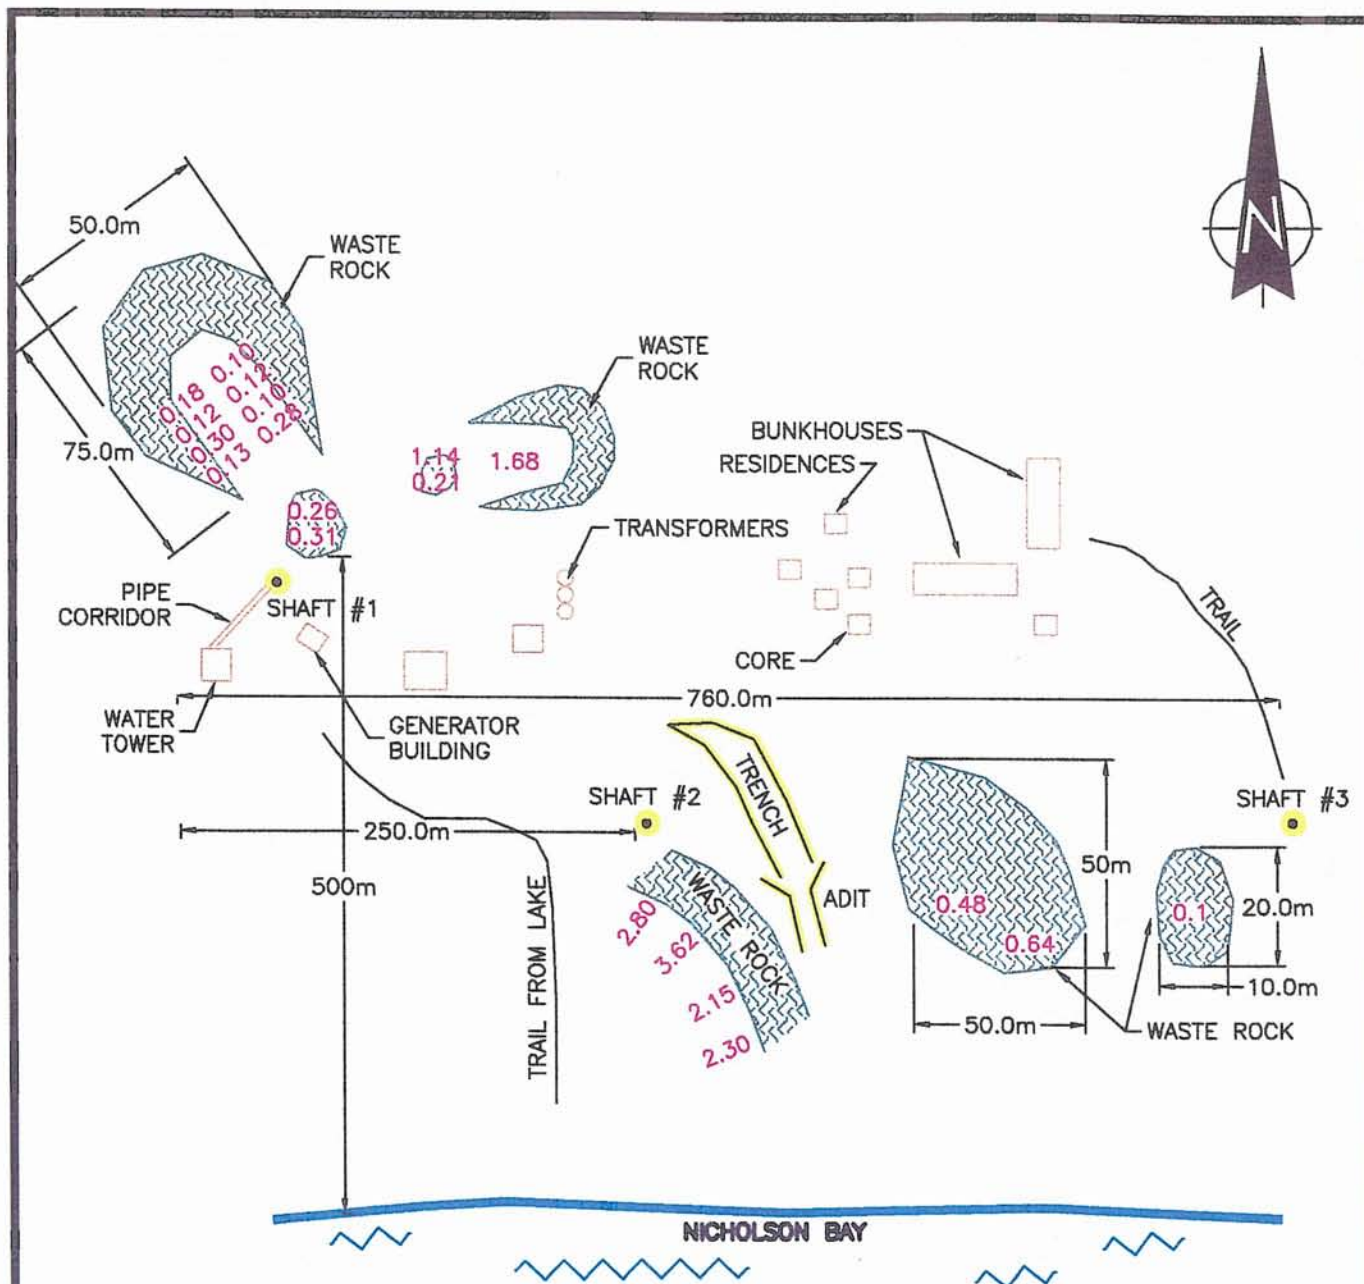 N
50.0m
WASTE
ROCK
WASTE
ROCK
0.18 0.10
0.12 0.12
0.30 0.10
0.13 0.28
75.0m
1.14
0.21
1.68
BUNKHOUSES
RESIDENCES
0.26
0.31
TRANSFORMERS
PIPE
CORRIDOR
SHAFT #1
TRAIL
CORE
760.0m
WATER
TOWER
GENERATOR
BUILDING
TRENCH
SHAFT #2
SHAFT #3
250.0m
500m
50m
TRAIL FROM LAKE
WASTE ROCK
ADIT
0.48
0.64
0.1
20.0m
2.80
3.62
2.15
2.30
10.0m
50.0m
WASTE ROCK
NICHOLSON BAY